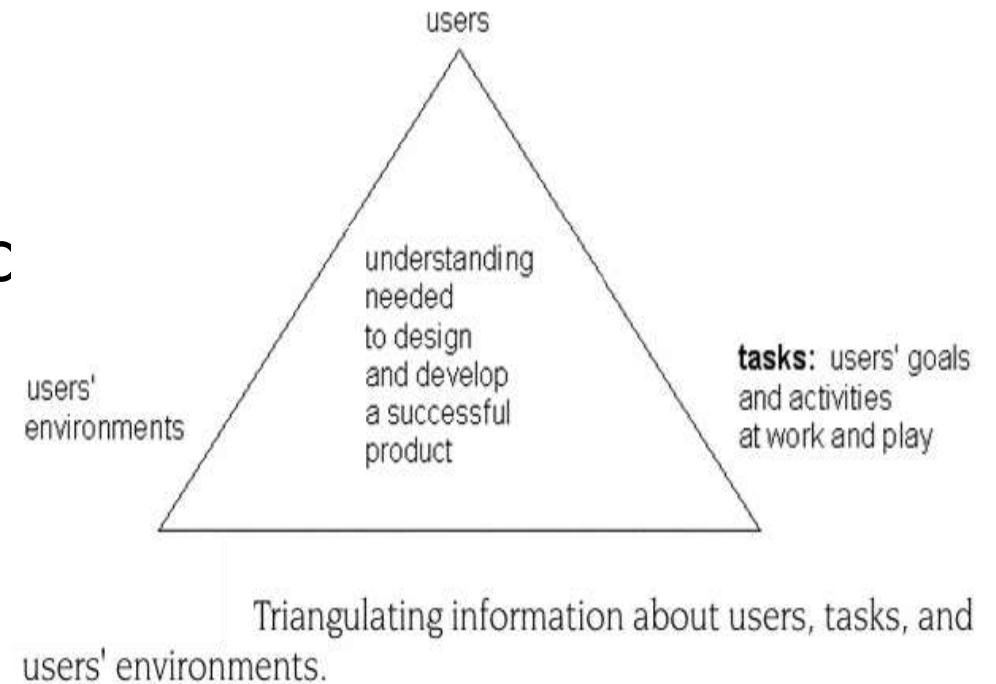 users
understanding
needed
to design
and develop
a successful
product
users'
environments
tasks: users' goals
and activities
at work and play
Triangulating information about users, tasks, and
users' environments.